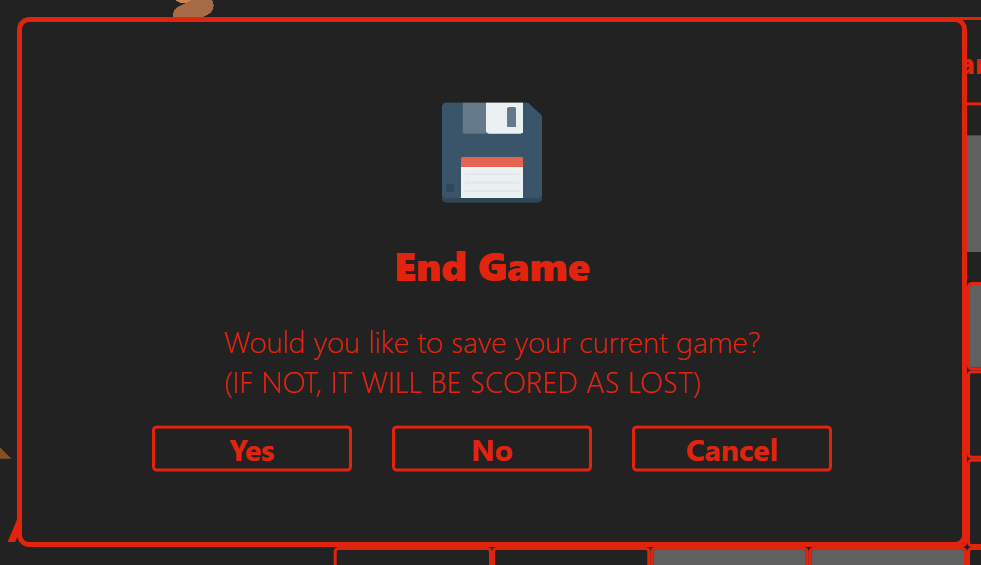 End Game
Would you like to save your current game?
(IF NOT, IT WILL BE SCORED AS LOST)
Yes
No
Cancel